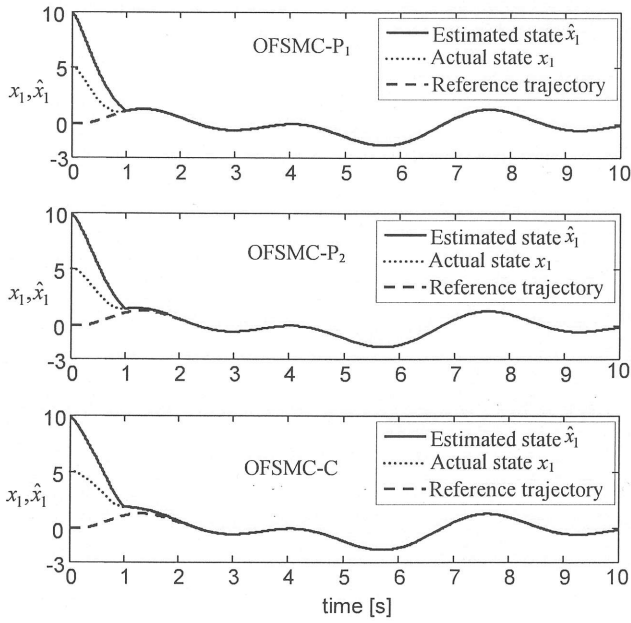 10
5
0
-3
x₁,x̂₁
OFSMC-P₁
Estimated state x̂₁
Actual state x₁
Reference trajectory
0 1 2 3 4 5 6 7 8 9 10
10
5
0
-3
x₁,x̂₁
OFSMC-P₂
Estimated state x̂₁
Actual state x₁
Reference trajectory
0 1 2 3 4 5 6 7 8 9 10
10
5
0
-3
x₁,x̂₁
OFSMC-C
Estimated state x̂₁
Actual state x₁
Reference trajectory
0 1 2 3 4 5 6 7 8 9 10
time [s]